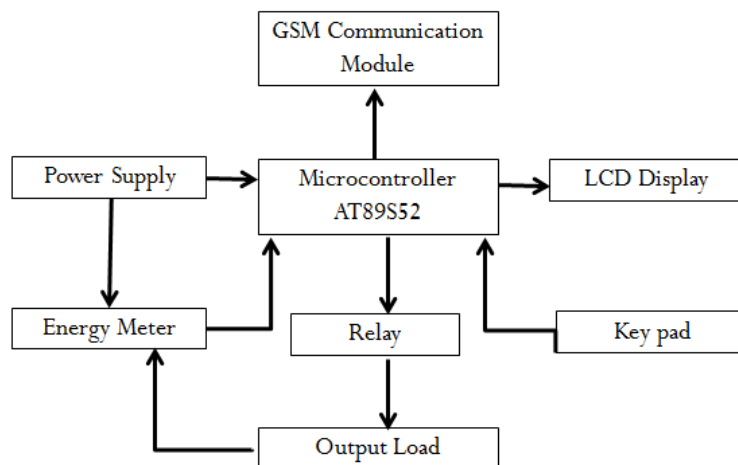 GSM Communication
Module
Power Supply
Microcontroller
AT89S52
LCD Display
Energy Meter
Relay
Key pad
Output Load